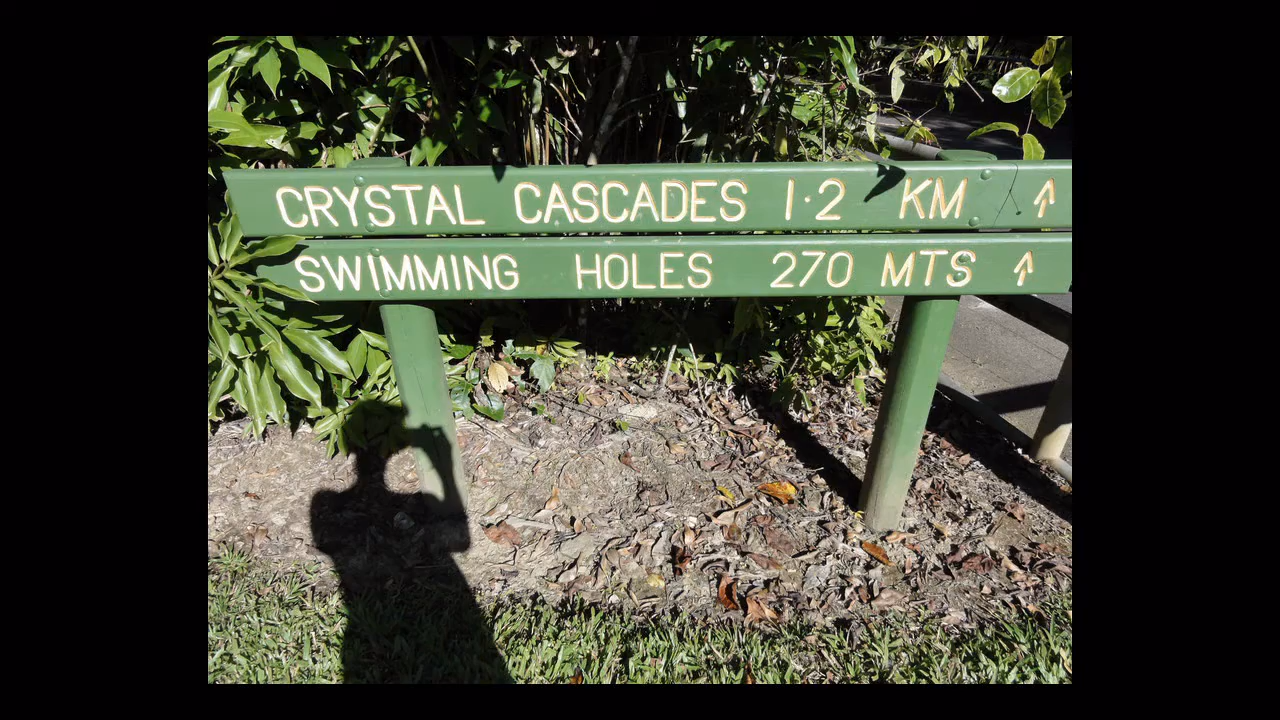 CRYSTAL CASCADES 1·2 KM ↑
SWIMMING HOLES 270 MTS ↑